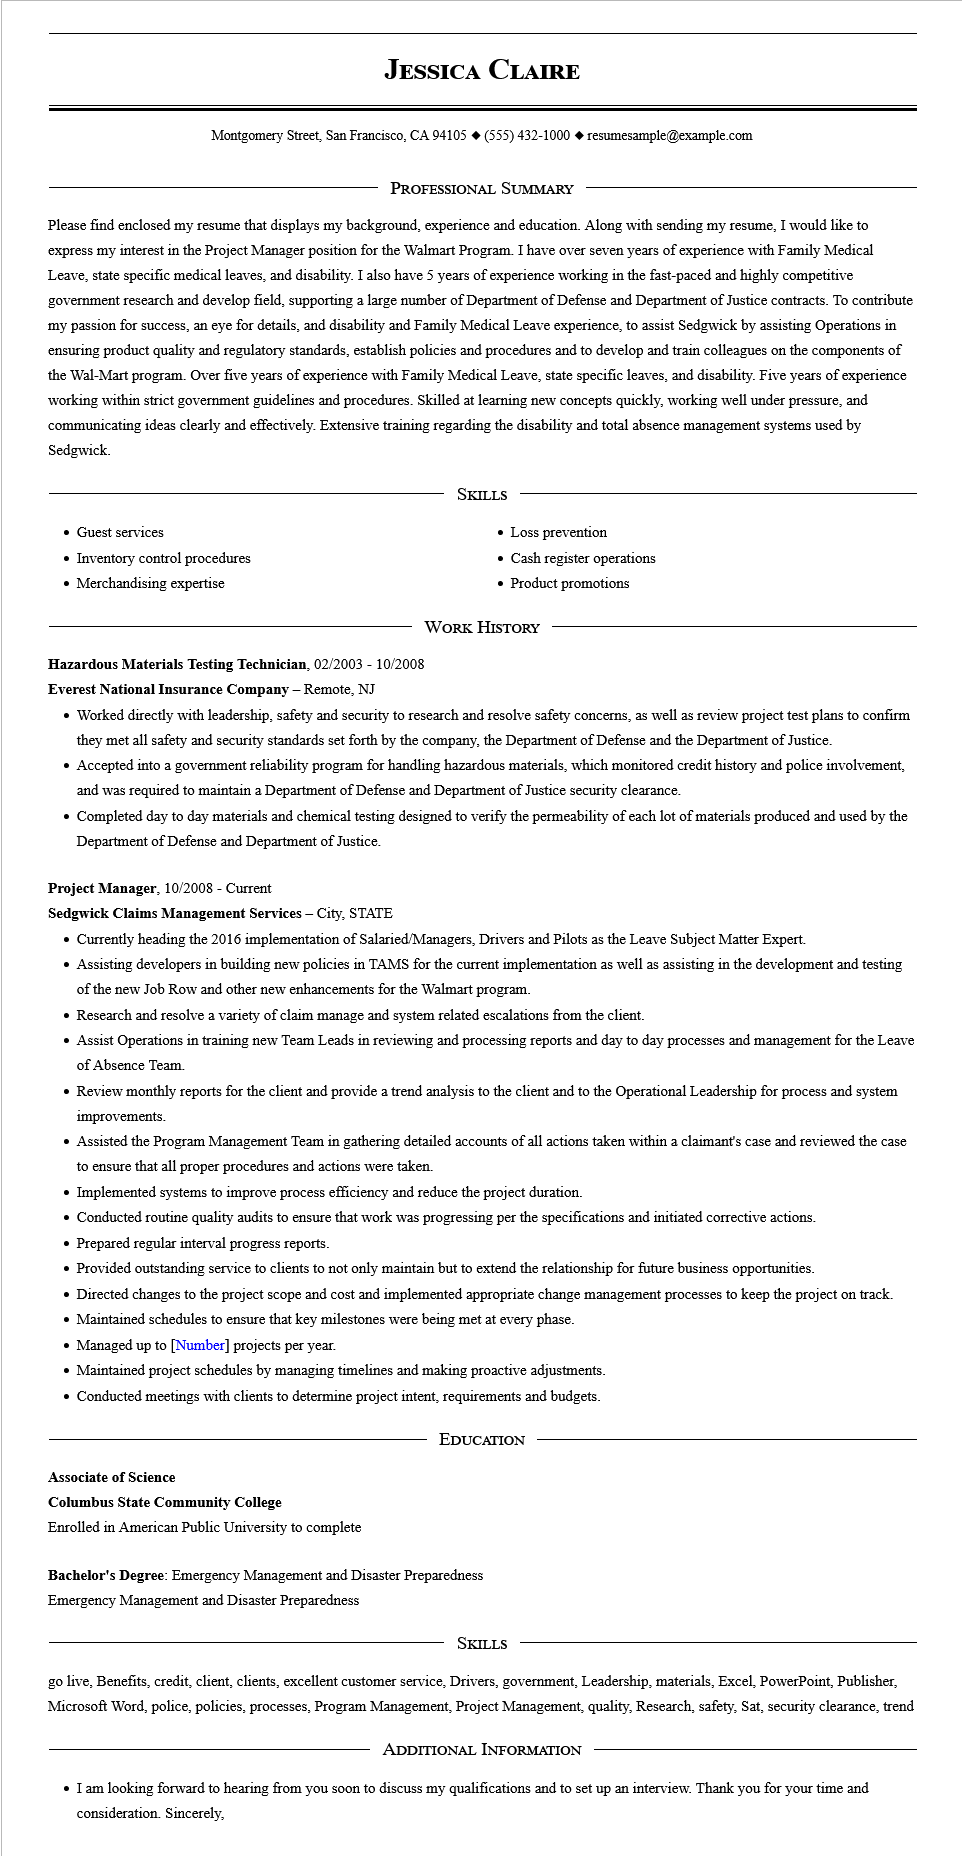 Jessica Claire
Montgomery Street, San Francisco, CA 94105 ◆ (555) 432-1000 ◆ resumesample@example.com
Professional Summary
Please find enclosed my resume that displays my background, experience and education. Along with sending my resume, I would like to
express my interest in the Project Manager position for the Walmart Program. I have over seven years of experience with Family Medical
Leave, state specific medical leaves, and disability. I also have 5 years of experience working in the fast-paced and highly competitive
government research and develop field, supporting a large number of Department of Defense and Department of Justice contracts. To contribute
my passion for success, an eye for details, and disability and Family Medical Leave experience, to assist Sedgwick by assisting Operations in
ensuring product quality and regulatory standards, establish policies and procedures and to develop and train colleagues on the components of
the Wal-Mart program. Over five years of experience with Family Medical Leave, state specific leaves, and disability. Five years of experience
working within strict government guidelines and procedures. Skilled at learning new concepts quickly, working well under pressure, and
communicating ideas clearly and effectively. Extensive training regarding the disability and total absence management systems used by
Sedgwick.
Skills
• Guest services
• Inventory control procedures
• Merchandising expertise
• Loss prevention
• Cash register operations
• Product promotions
Work History
Hazardous Materials Testing Technician, 02/2003 - 10/2008
Everest National Insurance Company – Remote, NJ
• Worked directly with leadership, safety and security to research and resolve safety concerns, as well as review project test plans to confirm
they met all safety and security standards set forth by the company, the Department of Defense and the Department of Justice.
• Accepted into a government reliability program for handling hazardous materials, which monitored credit history and police involvement,
and was required to maintain a Department of Defense and Department of Justice security clearance.
• Completed day to day materials and chemical testing designed to verify the permeability of each lot of materials produced and used by the
Department of Defense and Department of Justice.
Project Manager, 10/2008 - Current
Sedgwick Claims Management Services – City, STATE
• Currently heading the 2016 implementation of Salaried/Managers, Drivers and Pilots as the Leave Subject Matter Expert.
• Assisting developers in building new policies in TAMS for the current implementation as well as assisting in the development and testing
of the new Job Row and other new enhancements for the Walmart program.
• Research and resolve a variety of claim manage and system related escalations from the client.
• Assist Operations in training new Team Leads in reviewing and processing reports and day to day processes and management for the Leave
of Absence Team.
• Review monthly reports for the client and provide a trend analysis to the client and to the Operational Leadership for process and system
improvements.
• Assisted the Program Management Team in gathering detailed accounts of all actions taken within a claimant's case and reviewed the case
to ensure that all proper procedures and actions were taken.
• Implemented systems to improve process efficiency and reduce the project duration.
• Conducted routine quality audits to ensure that work was progressing per the specifications and initiated corrective actions.
• Prepared regular interval progress reports.
• Provided outstanding service to clients to not only maintain but to extend the relationship for future business opportunities.
• Directed changes to the project scope and cost and implemented appropriate change management processes to keep the project on track.
• Maintained schedules to ensure that key milestones were being met at every phase.
• Managed up to [Number] projects per year.
• Maintained project schedules by managing timelines and making proactive adjustments.
• Conducted meetings with clients to determine project intent, requirements and budgets.
Education
Associate of Science
Columbus State Community College
Enrolled in American Public University to complete
Bachelor's Degree: Emergency Management and Disaster Preparedness
Emergency Management and Disaster Preparedness
Skills
go live, Benefits, credit, client, clients, excellent customer service, Drivers, government, Leadership, materials, Excel, PowerPoint, Publisher,
Microsoft Word, police, policies, processes, Program Management, Project Management, quality, Research, safety, Sat, security clearance, trend
Additional Information
• I am looking forward to hearing from you soon to discuss my qualifications and to set up an interview. Thank you for your time and
consideration. Sincerely,